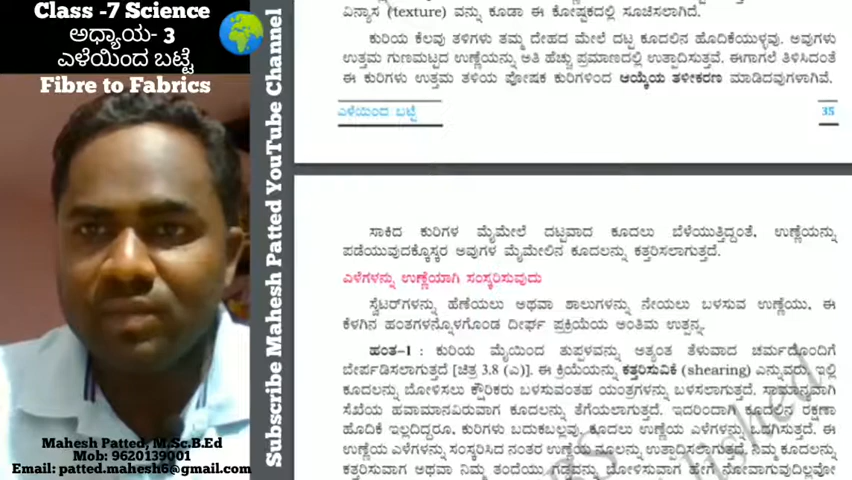 Class -7 Science
ಅಧ್ಯಾಯ- 3
ಎಳೆಯಿಂದ ಬಟ್ಟೆ
Fibre to Fabrics
Subscribe Mahesh Patted YouTube Channel
Mahesh Patted, M.Sc.B.Ed
Mob: 9620139001
Email: patted.mahesh6@gmail.com
ವಿನ್ಯಾಸ (texture) ವನ್ನು ಕೂಡಾ ಈ ಕೋಷ್ಟಕದಲ್ಲಿ ಸೂಚಿಸಲಾಗಿದೆ.
ಕುರಿಯ ಕೆಲವು ತಳಿಗಳು ತಮ್ಮ ದೇಹದ ಮೇಲೆ ದಟ್ಟ ಕೂದಲಿನ ಹೊದಿಕೆಯುಳ್ಳವು. ಅವುಗಳು
ಉತ್ತಮ ಗುಣಮಟ್ಟದ ಉಣ್ಣೆಯನ್ನು ಅತಿ ಹೆಚ್ಚು ಪ್ರಮಾಣದಲ್ಲಿ ಉತ್ಪಾದಿಸುತ್ತವೆ. ಈಗಾಗಲೆ ತಿಳಿಸಿದಂತೆ
ಈ ಕುರಿಗಳು ಉತ್ತಮ ತಳಿಯ ಪೋಷಕ ಕುರಿಗಳಿಂದ ಆಯ್ಕೆಯ ತಳೀಕರಣ ಮಾಡಿದವುಗಳಾಗಿವೆ.
ಎಳೆಯಿಂದ ಬಟ್ಟೆ
35
ಸಾಕಿದ ಕುರಿಗಳ ಮೈಮೇಲೆ ದಟ್ಟವಾದ ಕೂದಲು ಬೆಳೆಯುತ್ತಿದ್ದಂತೆ, ಉಣ್ಣೆಯನ್ನು
ಪಡೆಯುವುದಕ್ಕೋಸ್ಕರ ಅವುಗಳ ಮೈಮೇಲಿನ ಕೂದಲನ್ನು ಕತ್ತರಿಸಲಾಗುತ್ತದೆ.
ಎಳೆಗಳನ್ನು ಉಣ್ಣೆಯಾಗಿ ಸಂಸ್ಕರಿಸುವುದು
ಸ್ವೆಟರ್‌ಗಳನ್ನು ಹೆಣೆಯಲು ಅಥವಾ ಶಾಲುಗಳನ್ನು ನೇಯಲು ಬಳಸುವ ಉಣ್ಣೆಯು, ಈ
ಕೆಳಗಿನ ಹಂತಗಳನ್ನೊಳಗೊಂಡ ದೀರ್ಘ ಪ್ರಕ್ರಿಯೆಯ ಅಂತಿಮ ಉತ್ಪನ್ನ.
ಹಂತ-1 : ಕುರಿಯ ಮೈಯಿಂದ ತುಪ್ಪಳವನ್ನು ಅತ್ಯಂತ ತೆಳುವಾದ ಚರ್ಮದೊಂದಿಗೆ
ಬೇರ್ಪಡಿಸಲಾಗುತ್ತದೆ [ಚಿತ್ರ 3.8 (ಎ)]. ಈ ಕ್ರಿಯೆಯನ್ನು ಕತ್ತರಿಸುವಿಕೆ (shearing) ಎನ್ನುವರು. ಇಲ್ಲಿ
ಕೂದಲನ್ನು ಬೋಳಿಸಲು ಕ್ಷೌರಿಕರು ಬಳಸುವಂತಹ ಯಂತ್ರಗಳನ್ನು ಬಳಸಲಾಗುತ್ತದೆ. ಸಾಮಾನ್ಯವಾಗಿ
ಸೆಖೆಯ ಹವಾಮಾನವಿರುವಾಗ ಕೂದಲನ್ನು ತೆಗೆಯಲಾಗುತ್ತದೆ. ಇದರಿಂದಾಗಿ ಕೂದಲಿನ ರಕ್ಷಣಾ
ಹೊದಿಕೆ ಇಲ್ಲದಿದ್ದರೂ, ಕುರಿಗಳು ಬದುಕಬಲ್ಲವು. ಕೂದಲು ಉಣ್ಣೆಯ ಎಳೆಗಳನ್ನು ಒದಗಿಸುತ್ತದೆ. ಈ
ಉಣ್ಣೆಯ ಎಳೆಗಳನ್ನು ಸಂಸ್ಕರಿಸಿದ ನಂತರ ಉಣ್ಣೆಯ ನೂಲನ್ನು ಉತ್ಪಾದಿಸಲಾಗುತ್ತದೆ. ನಿಮ್ಮ ಕೂದಲನ್ನು
ಕತ್ತರಿಸುವಾಗ ಅಥವಾ ನಿಮ್ಮ ತಂದೆಯು ಗಡ್ಡವನ್ನು ಬೋಳಿಸುವಾಗ ಹೇಗೆ ನೋವಾಗುವುದಿಲ್ಲವೋ